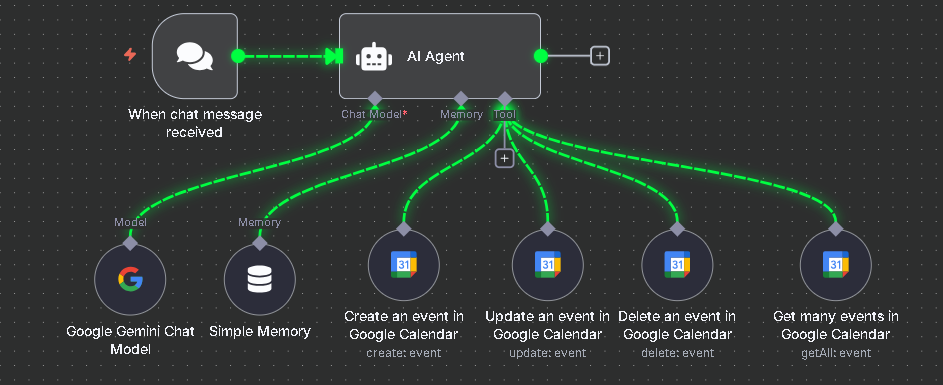 AI Agent
When chat message
received
Chat Model*
Memory
Tool
Model
Memory
31
31
31
31
Google Gemini Chat
Model
Simple Memory
Create an event in
Google Calendar
create: event
Update an event in
Google Calendar
update: event
Delete an event in
Google Calendar
delete: event
Get many events in
Google Calendar
getAll: event